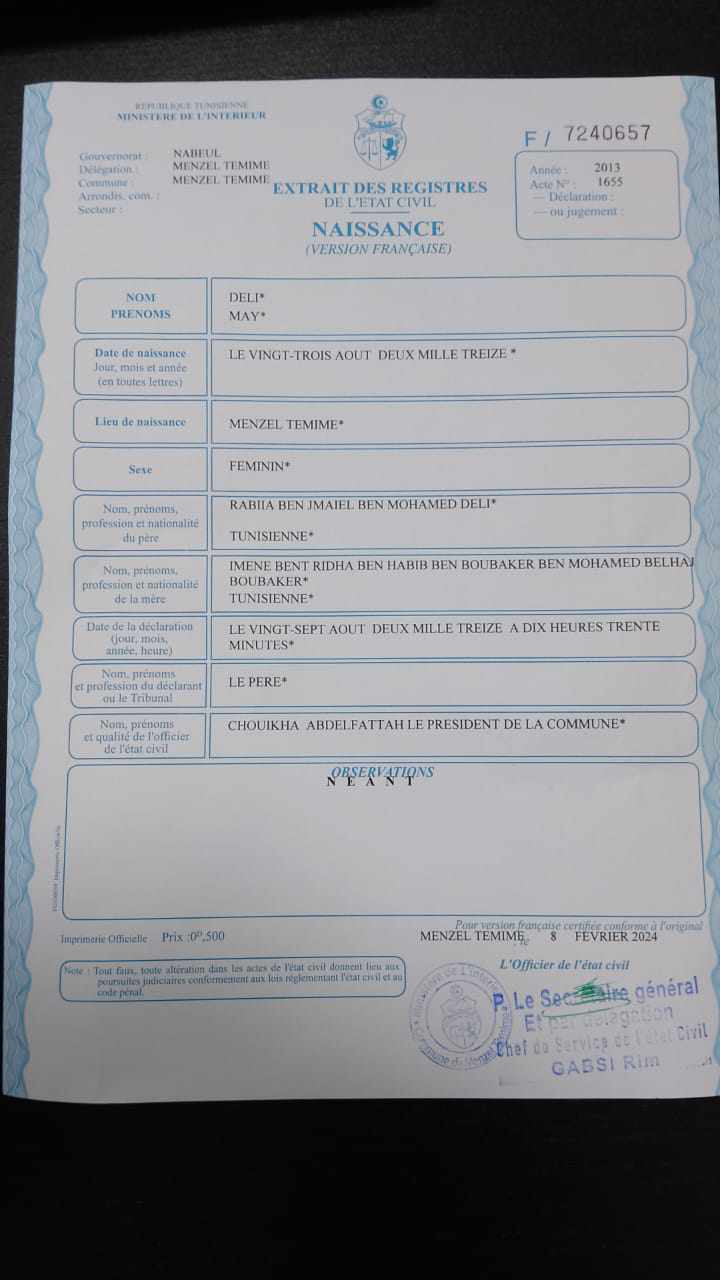 REPUBLIQUE TUNISIENNE
MINISTERE DE L'INTERIEUR
Gouvernorat : NABEUL
Délégation : MENZEL TEMIME
Commune : MENZEL TEMIME
Arrondis. com. :
Secteur :
EXTRAIT DES REGISTRES
DE L'ETAT CIVIL
NAISSANCE
(VERSION FRANÇAISE)
F / 7240657
Année : 2013
Acte N° : 1655
— Déclaration :
— ou jugement :
NOM
PRENOMS
DELI*
MAY*
Date de naissance
Jour, mois et année
(en toutes lettres)
LE VINGT-TROIS AOUT DEUX MILLE TREIZE *
Lieu de naissance
MENZEL TEMIME*
Sexe
FEMININ*
Nom, prénoms,
profession et nationalité
du père
RABIIA BEN JMAIEL BEN MOHAMED DELI*
TUNISIENNE*
Nom, prénoms,
profession et nationalité
de la mère
IMENE BENT RIDHA BEN HABIB BEN BOUBAKER BEN MOHAMED BELHAJ
BOUBAKER*
TUNISIENNE*
Date de la déclaration
(jour, mois,
année, heure)
LE VINGT-SEPT AOUT DEUX MILLE TREIZE A DIX HEURES TRENTE
MINUTES*
Nom, prénoms
et profession du déclarant
ou le Tribunal
LE PERE*
Nom, prénoms
et qualité de l'officier
de l'état civil
CHOUIKHA ABDELFATTAH LE PRESIDENT DE LA COMMUNE*
OBSERVATIONS
N E A N T
Imprimerie Officielle Prix :0ᴰ,500
Pour version française certifiée conforme à l'original
MENZEL TEMIME, le 8 FÉVRIER 2024
L'Officier de l'état civil
Note : Tout faux, toute altération dans les actes de l'état civil donnent lieu aux
poursuites judiciaires conformément aux lois réglementant l'état civil et au
code pénal.
P. Le Secrétaire général
Et par délégation
Chef de Service de l'état Civil
GABSI Rim